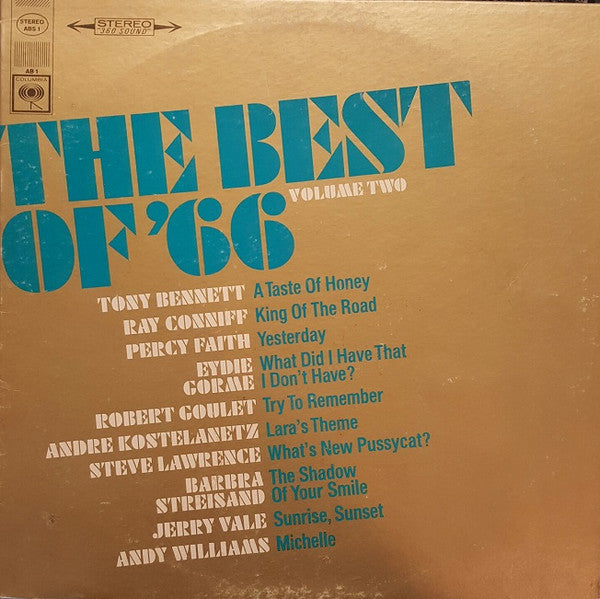 STEREO
ABS 1
AB 1
COLUMBIA
STEREO
"360 SOUND"
THE BEST
OF '66
VOLUME TWO
TONY BENNETT A Taste Of Honey
RAY CONNIFF King Of The Road
PERCY FAITH Yesterday
EYDIE What Did I Have That
GORME I Don't Have?
ROBERT GOULET Try To Remember
ANDRE KOSTELANETZ Lara's Theme
STEVE LAWRENCE What's New Pussycat?
BARBRA The Shadow
STREISAND Of Your Smile
JERRY VALE Sunrise, Sunset
ANDY WILLIAMS Michelle